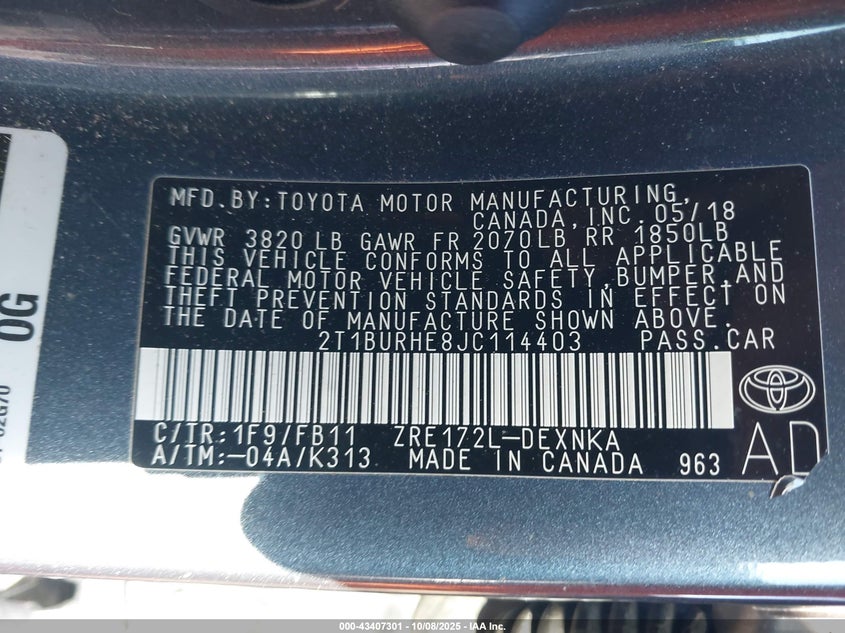 MFD.BY:TOYOTA MOTOR MANUFACTURING,
CANADA,INC. 05/18
GVWR 3820 LB GAWR FR 2070LB RR 1850LB
THIS VEHICLE CONFORMS TO ALL APPLICABLE
FEDERAL MOTOR VEHICLE SAFETY,BUMPER,AND
THEFT PREVENTION STANDARDS IN EFFECT ON
THE DATE OF MANUFACTURE SHOWN ABOVE.
2T1BURHE8JC114403 PASS.CAR
C/TR:1F9/FB11 ZRE172L-DEXNKA
A/TM:-04A/K313 MADE IN CANADA 963
AD
OG
02G70
000-43407301 - 10/08/2025 - IAA Inc.